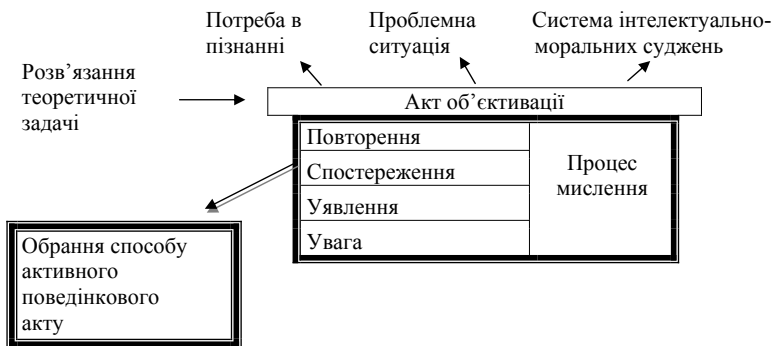 Потреба в
пізнанні
Проблемна
ситуація
Система інтелектуально-
моральних суджень
Розв’язання
теоретичної
задачі
Акт об’єктивації
Повторення
Спостереження
Уявлення
Увага
Процес
мислення
Обрання способу
активного
поведінкового
акту